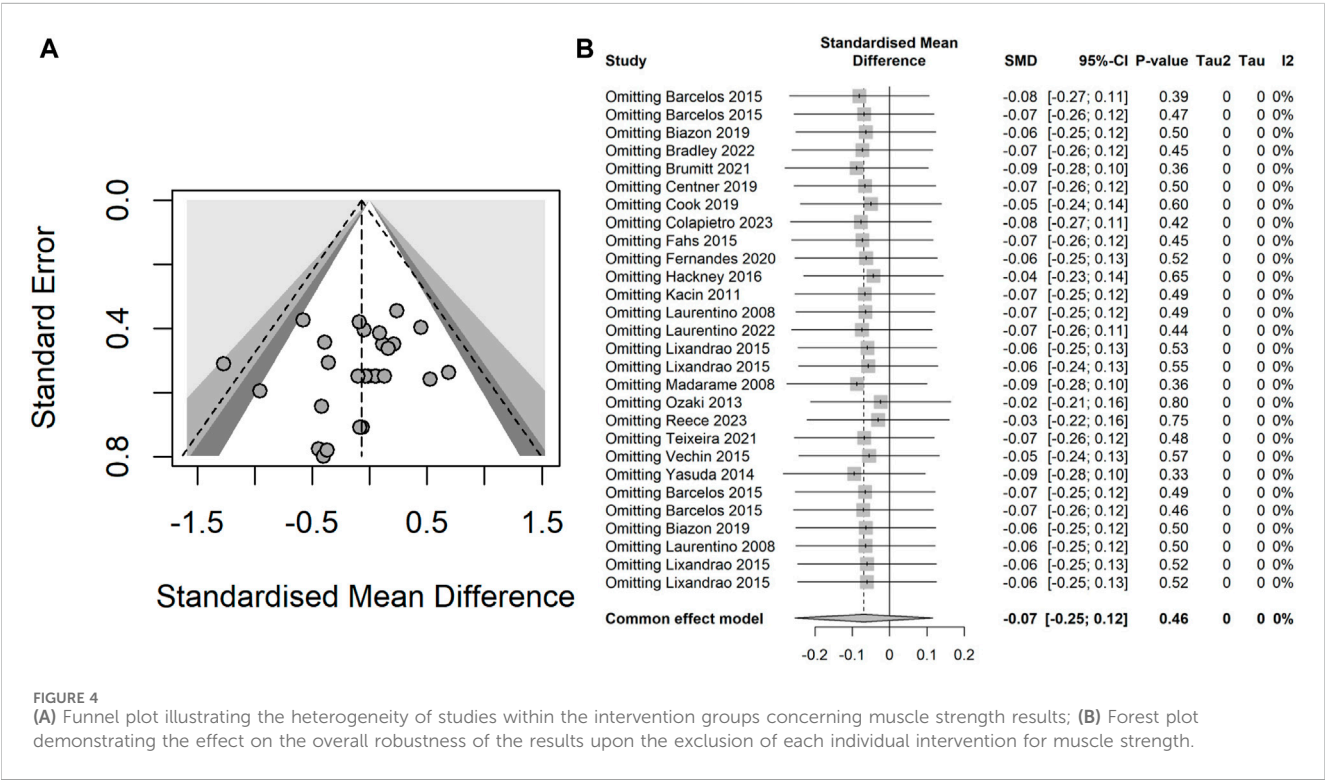 A
0.0
0.4
0.8
Standard Error
-1.5 -0.5 0.5 1.5
Standardised Mean Difference
B
Study Standardised Mean Difference SMD 95%-CI P-value Tau2 Tau I2
Omitting Barcelos 2015 -0.08 [-0.27; 0.11] 0.39 0 0 0%
Omitting Barcelos 2015 -0.07 [-0.26; 0.12] 0.47 0 0 0%
Omitting Biazon 2019 -0.06 [-0.25; 0.12] 0.50 0 0 0%
Omitting Bradley 2022 -0.07 [-0.26; 0.12] 0.45 0 0 0%
Omitting Brumitt 2021 -0.09 [-0.28; 0.10] 0.36 0 0 0%
Omitting Centner 2019 -0.07 [-0.26; 0.12] 0.50 0 0 0%
Omitting Cook 2019 -0.05 [-0.24; 0.14] 0.60 0 0 0%
Omitting Colapietro 2023 -0.08 [-0.27; 0.11] 0.42 0 0 0%
Omitting Fahs 2015 -0.07 [-0.26; 0.12] 0.45 0 0 0%
Omitting Fernandes 2020 -0.06 [-0.25; 0.13] 0.52 0 0 0%
Omitting Hackney 2016 -0.04 [-0.23; 0.14] 0.65 0 0 0%
Omitting Kacin 2011 -0.07 [-0.25; 0.12] 0.49 0 0 0%
Omitting Laurentino 2008 -0.07 [-0.25; 0.12] 0.49 0 0 0%
Omitting Laurentino 2022 -0.07 [-0.26; 0.11] 0.44 0 0 0%
Omitting Lixandrao 2015 -0.06 [-0.25; 0.13] 0.53 0 0 0%
Omitting Lixandrao 2015 -0.06 [-0.24; 0.13] 0.55 0 0 0%
Omitting Madarame 2008 -0.09 [-0.28; 0.10] 0.36 0 0 0%
Omitting Ozaki 2013 -0.02 [-0.21; 0.16] 0.80 0 0 0%
Omitting Reece 2023 -0.03 [-0.22; 0.16] 0.75 0 0 0%
Omitting Teixeira 2021 -0.07 [-0.26; 0.12] 0.48 0 0 0%
Omitting Vechin 2015 -0.05 [-0.24; 0.13] 0.57 0 0 0%
Omitting Yasuda 2014 -0.09 [-0.28; 0.10] 0.33 0 0 0%
Omitting Barcelos 2015 -0.07 [-0.25; 0.12] 0.49 0 0 0%
Omitting Barcelos 2015 -0.07 [-0.26; 0.12] 0.46 0 0 0%
Omitting Biazon 2019 -0.06 [-0.25; 0.12] 0.50 0 0 0%
Omitting Laurentino 2008 -0.06 [-0.25; 0.12] 0.50 0 0 0%
Omitting Lixandrao 2015 -0.06 [-0.25; 0.13] 0.52 0 0 0%
Omitting Lixandrao 2015 -0.06 [-0.25; 0.13] 0.52 0 0 0%
Common effect model -0.07 [-0.25; 0.12] 0.46 0 0 0%
-0.2 -0.1 0 0.1 0.2
FIGURE 4
(A) Funnel plot illustrating the heterogeneity of studies within the intervention groups concerning muscle strength results; (B) Forest plot
demonstrating the effect on the overall robustness of the results upon the exclusion of each individual intervention for muscle strength.